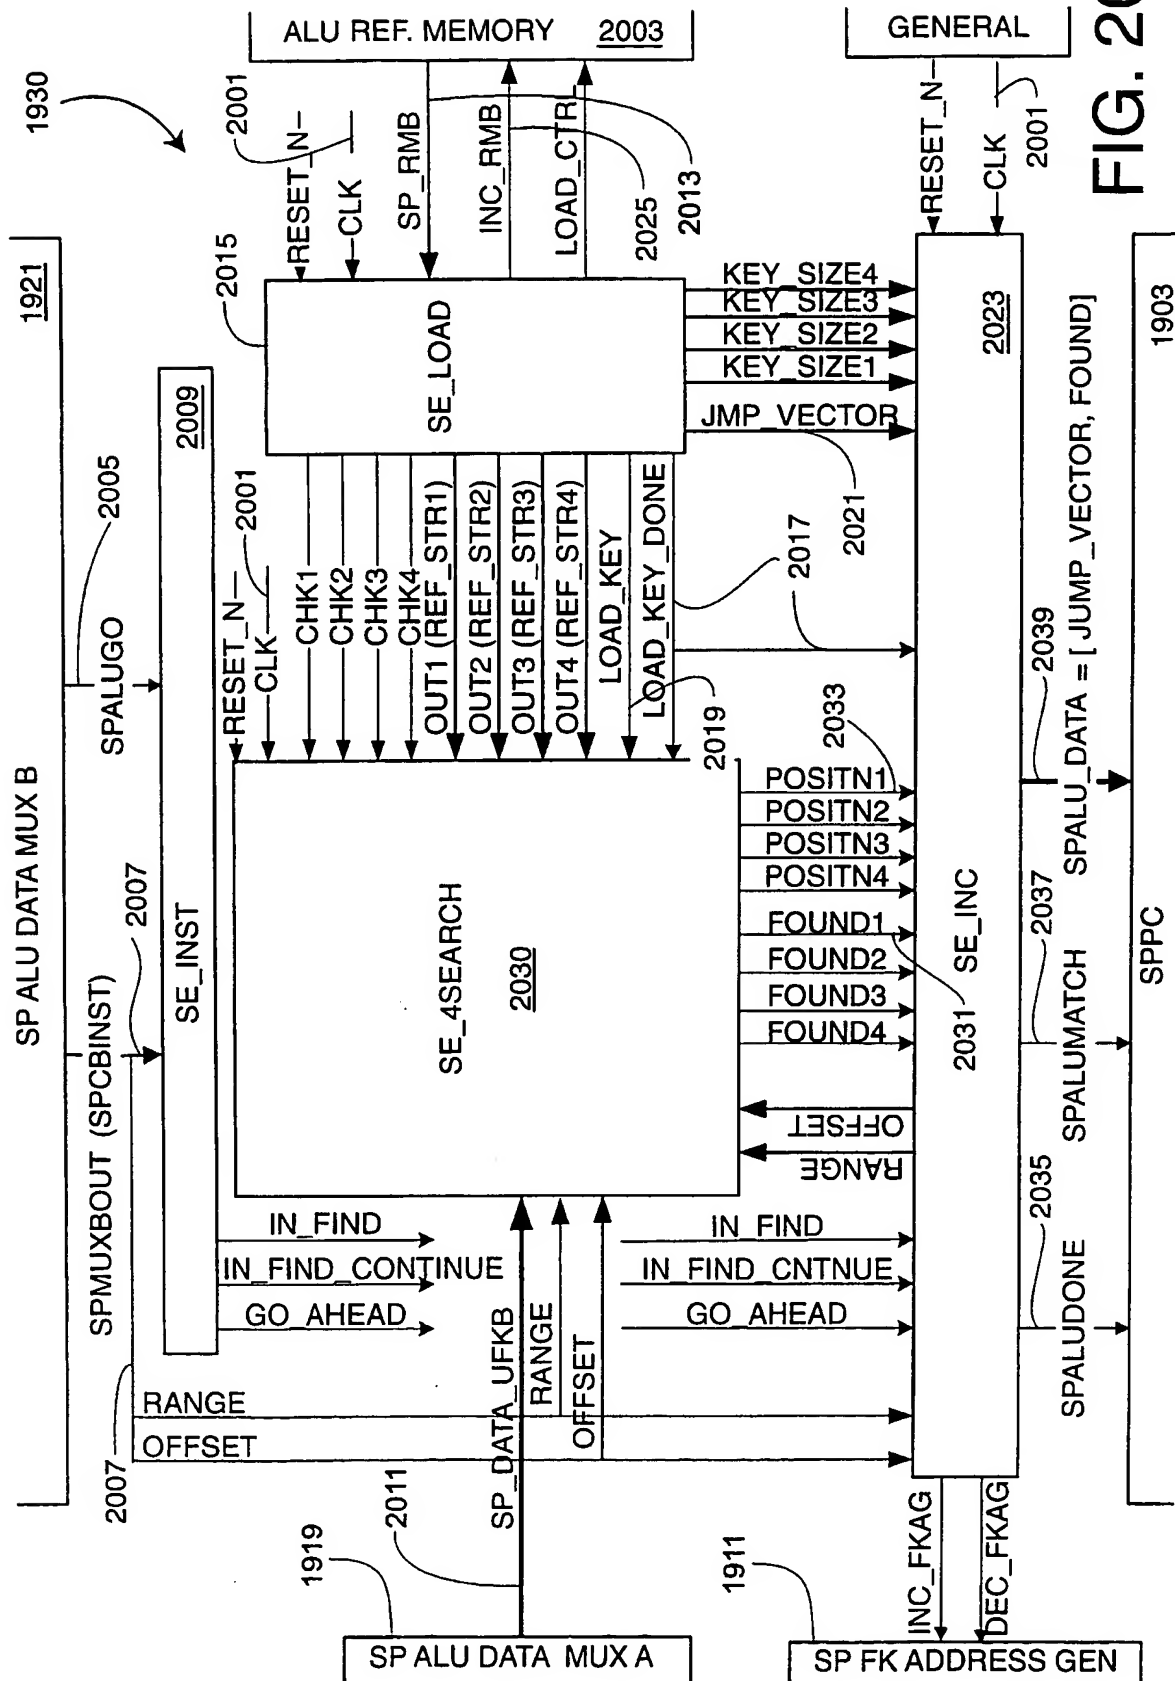 SP ALU DATA MUX B
1921
1930
SPMUXBOUT (SPCBINST)
2007
SPALUGO
2005
SE_INST
2009
2007
RANGE
OFFSET
IN_FIND
IN_FIND_CONTINUE
GO_AHEAD
RESET_N
CLK
2001
CHK1
CHK2
CHK3
CHK4
OUT1 (REF_STR1)
OUT2 (REF_STR2)
OUT3 (REF_STR3)
OUT4 (REF_STR4)
LOAD_KEY
LOAD_KEY_DONE
2019
2017
SE_LOAD
2015
RESET_N
CLK
2001
SP_RMB
INC_RMB
LOAD_CTR
2025
2013
ALU REF. MEMORY
2003
SE_4SEARCH
2030
1919
2011
SP ALU DATA MUX A
SP_DATA_UFKB
RANGE
OFFSET
IN_FIND
IN_FIND_CNTNUE
GO_AHEAD
RANGE
OFFSET
FOUND4
FOUND3
FOUND2
FOUND1
2031
POSITN4
POSITN3
POSITN2
POSITN1
2033
JMP_VECTOR
2021
KEY_SIZE1
KEY_SIZE2
KEY_SIZE3
KEY_SIZE4
SE_INC
2023
GENERAL
RESET_N
CLK
2001
1911
SP FK ADDRESS GEN
INC_FKAG
DEC_FKAG
SPALUDONE
2035
SPALUMATCH
2037
SPALU_DATA = [ JUMP_VECTOR, FOUND]
2039
SPPC
1903
FIG.